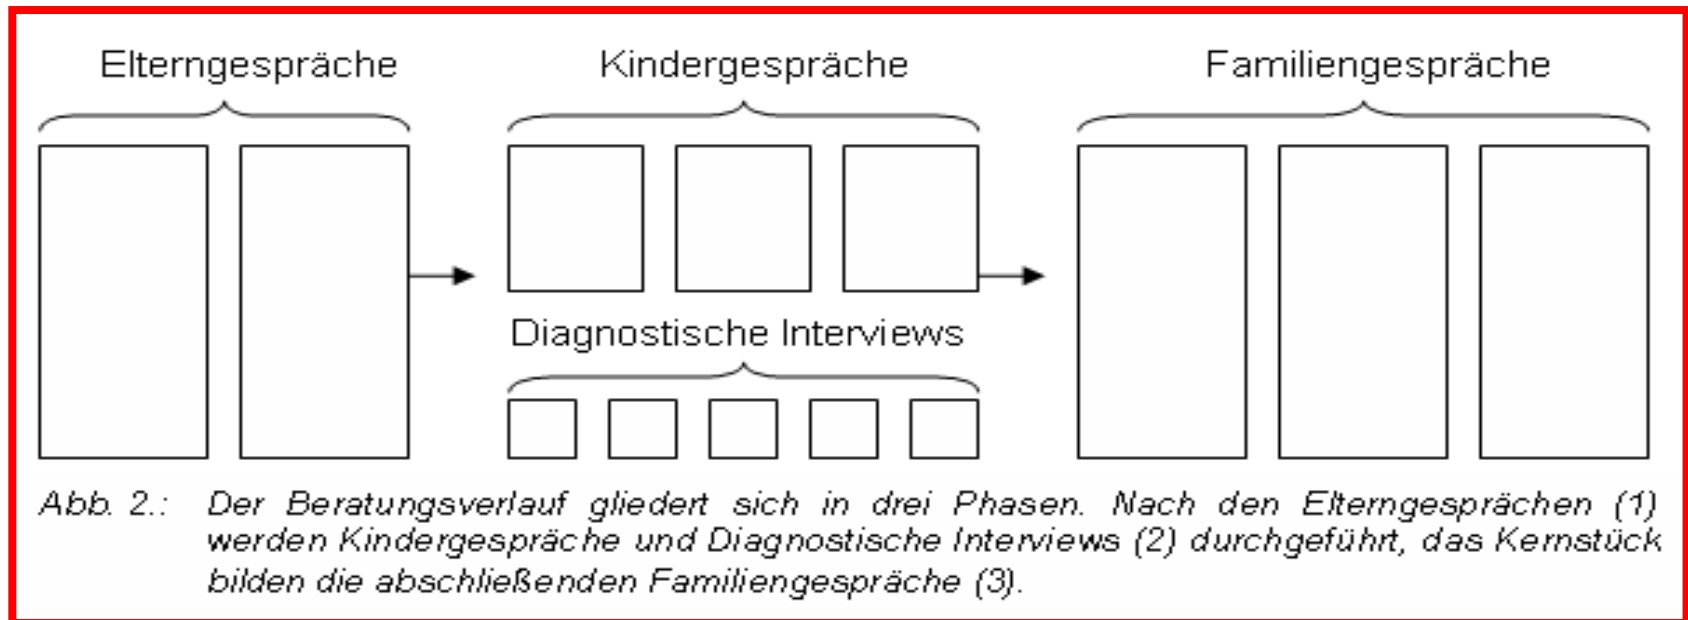 Elterngespräche Kindergespräche Familiengespräche
Diagnostische Interviews
Abb. 2.: Der Beratungsverlauf gliedert sich in drei Phasen. Nach den Elterngesprächen (1)
werden Kindergespräche und Diagnostische Interviews (2) durchgeführt, das Kernstück
bilden die abschließenden Familiengespräche (3).